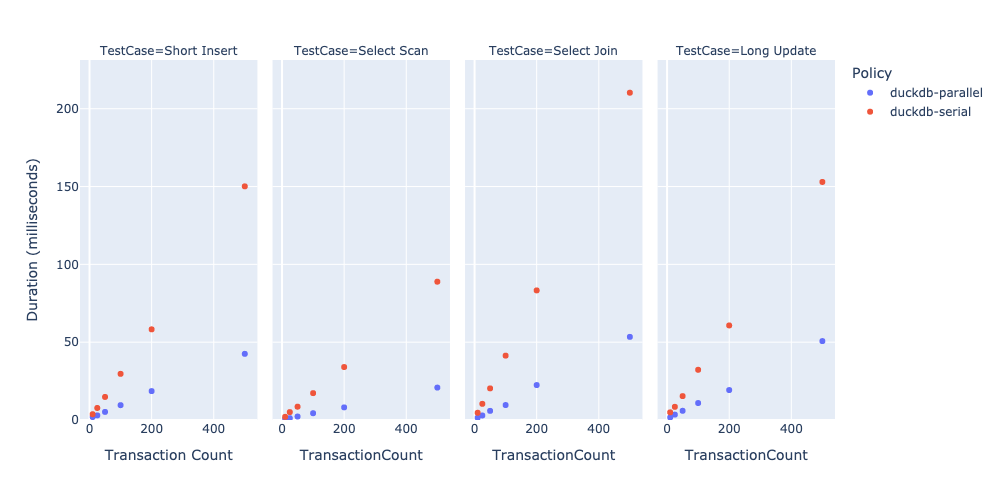 TestCase=Short Insert TestCase=Select Scan TestCase=Select Join TestCase=Long Update
Policy
duckdb-parallel
duckdb-serial
Duration (milliseconds)
200
150
100
50
0
0 200 400 0 200 400 0 200 400 0 200 400
Transaction Count TransactionCount TransactionCount TransactionCount